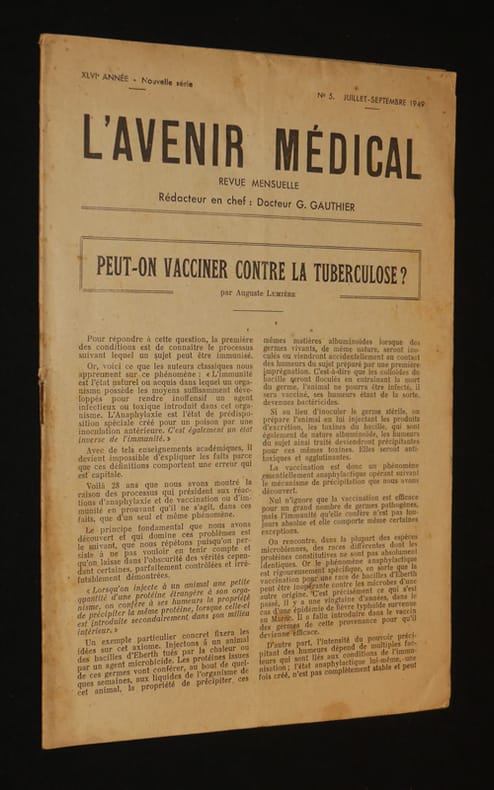 XLVIe ANNÉE - Nouvelle série
N° 5. JUILLET-SEPTEMBRE 1949
L'AVENIR MÉDICAL
REVUE MENSUELLE
Rédacteur en chef : Docteur G. GAUTHIER
PEUT-ON VACCINER CONTRE LA TUBERCULOSE ?
par Auguste LUMIÈRE
Pour répondre à cette question, la première
des conditions est de connaître le processus
suivant lequel un sujet peut être immunisé.
Or, voici ce que les auteurs classiques nous
apprennent sur ce phénomène : « L'immunité
est l'état naturel ou acquis dans lequel un orga-
nisme possède les moyens suffisamment déve-
loppés pour rendre inoffensif un agent
infectieux ou toxique introduit dans cet orga-
nisme. L'Anaphylaxie est l'état de prédispo-
sition spéciale créé pour un poison par une
inoculation antérieure. C'est également un état
inverse de l'immunité. »
Avec de tels enseignements académiques, il
devient impossible d'expliquer les faits parce
que ces définitions comportent une erreur qui
est capitale.
Voilà 28 ans que nous avons montré la
raison des processus qui président aux réac-
tions d'anaphylaxie et de vaccination ou d'im-
munité en prouvant qu'il ne s'agit, dans ces
faits, que d'un seul et même phénomène.
Le principe fondamental que nous avons
découvert et qui domine ces problèmes est
le suivant, que nous répétons puisqu'on per-
siste à ne pas vouloir en tenir compte et
qu'on laisse dans l'obscurité des vérités cepen-
dant certaines, parfaitement contrôlées et irré-
futablement démontrées.
« Lorsqu'on injecte à un animal une petite
quantité d'une protéine étrangère à son orga-
nisme, on confère à ses humeurs la propriété
de précipiter la même protéine, lorsque celle-ci
est introduite secondairement dans son milieu
intérieur. »
Un exemple particulier concret fixera les
idées sur cet axiome. Injectons à un animal
des bacilles d'Eberth tués par la chaleur ou
par un agent microbicide. Les protéines issues
de ces germes vont conférer, au bout de quel-
ques semaines, aux liquides de l'organisme de
cet animal, la propriété de précipiter, ces
mêmes matières albuminoïdes lorsque des
germes vivants, de même nature, seront ino-
culés ou viendront accidentellement au contact
des humeurs du sujet préparé par une première
imprégnation. C'est-à-dire que les colloïdes du
bacille seront floculés en entraînant la mort
du germe, l'animal ne pourra être infecté, il
sera vacciné, ses humeurs étant de la sorte,
devenues bactéricides.
Si au lieu d'inoculer le germe stérile, on
prépare l'animal en lui injectant les produits
d'excrétion, les toxines du bacille, qui sont
également de nature albuminoïde, les humeurs
du sujet ainsi traité deviendront précipitantes
pour ces mêmes toxines. Elles seront anti-
toxiques et agglutinantes.
La vaccination est donc un phénomène
essentiellement anaphylactique opérant suivant
le mécanisme de précipitation que nous avons
découvert.
Nul n'ignore que la vaccination est efficace
pour un grand nombre de germes pathogènes,
mais l'immunité qu'elle confère n'est pas tou-
jours absolue et elle comporte même certaines
exceptions.
On rencontre, dans la plupart des espèces
microbiennes, des races différentes dont les
protéines constitutives ne sont pas absolument
identiques. Or le phénomène anaphylactique
est rigoureusement spécifique, en sorte que la
vaccination pour une race de bacilles d'Eberth
peut être inopérante contre les microbes d'une
autre origine. C'est précisément ce qui s'est
passé, il y a une vingtaine d'années, dans le
cas d'une épidémie de fièvre typhoïde survenue
au Maroc. Il a fallu introduire dans le vaccin
des germes de cette provenance pour qu'il
devienne efficace.
D'autre part, l'intensité du pouvoir préci-
pitant des humeurs dépend de multiples fac-
teurs qui sont liés aux conditions de l'immu-
nisation ; l'état anaphylactique lui-même, une
fois créé, n'est pas complètement stable et peut